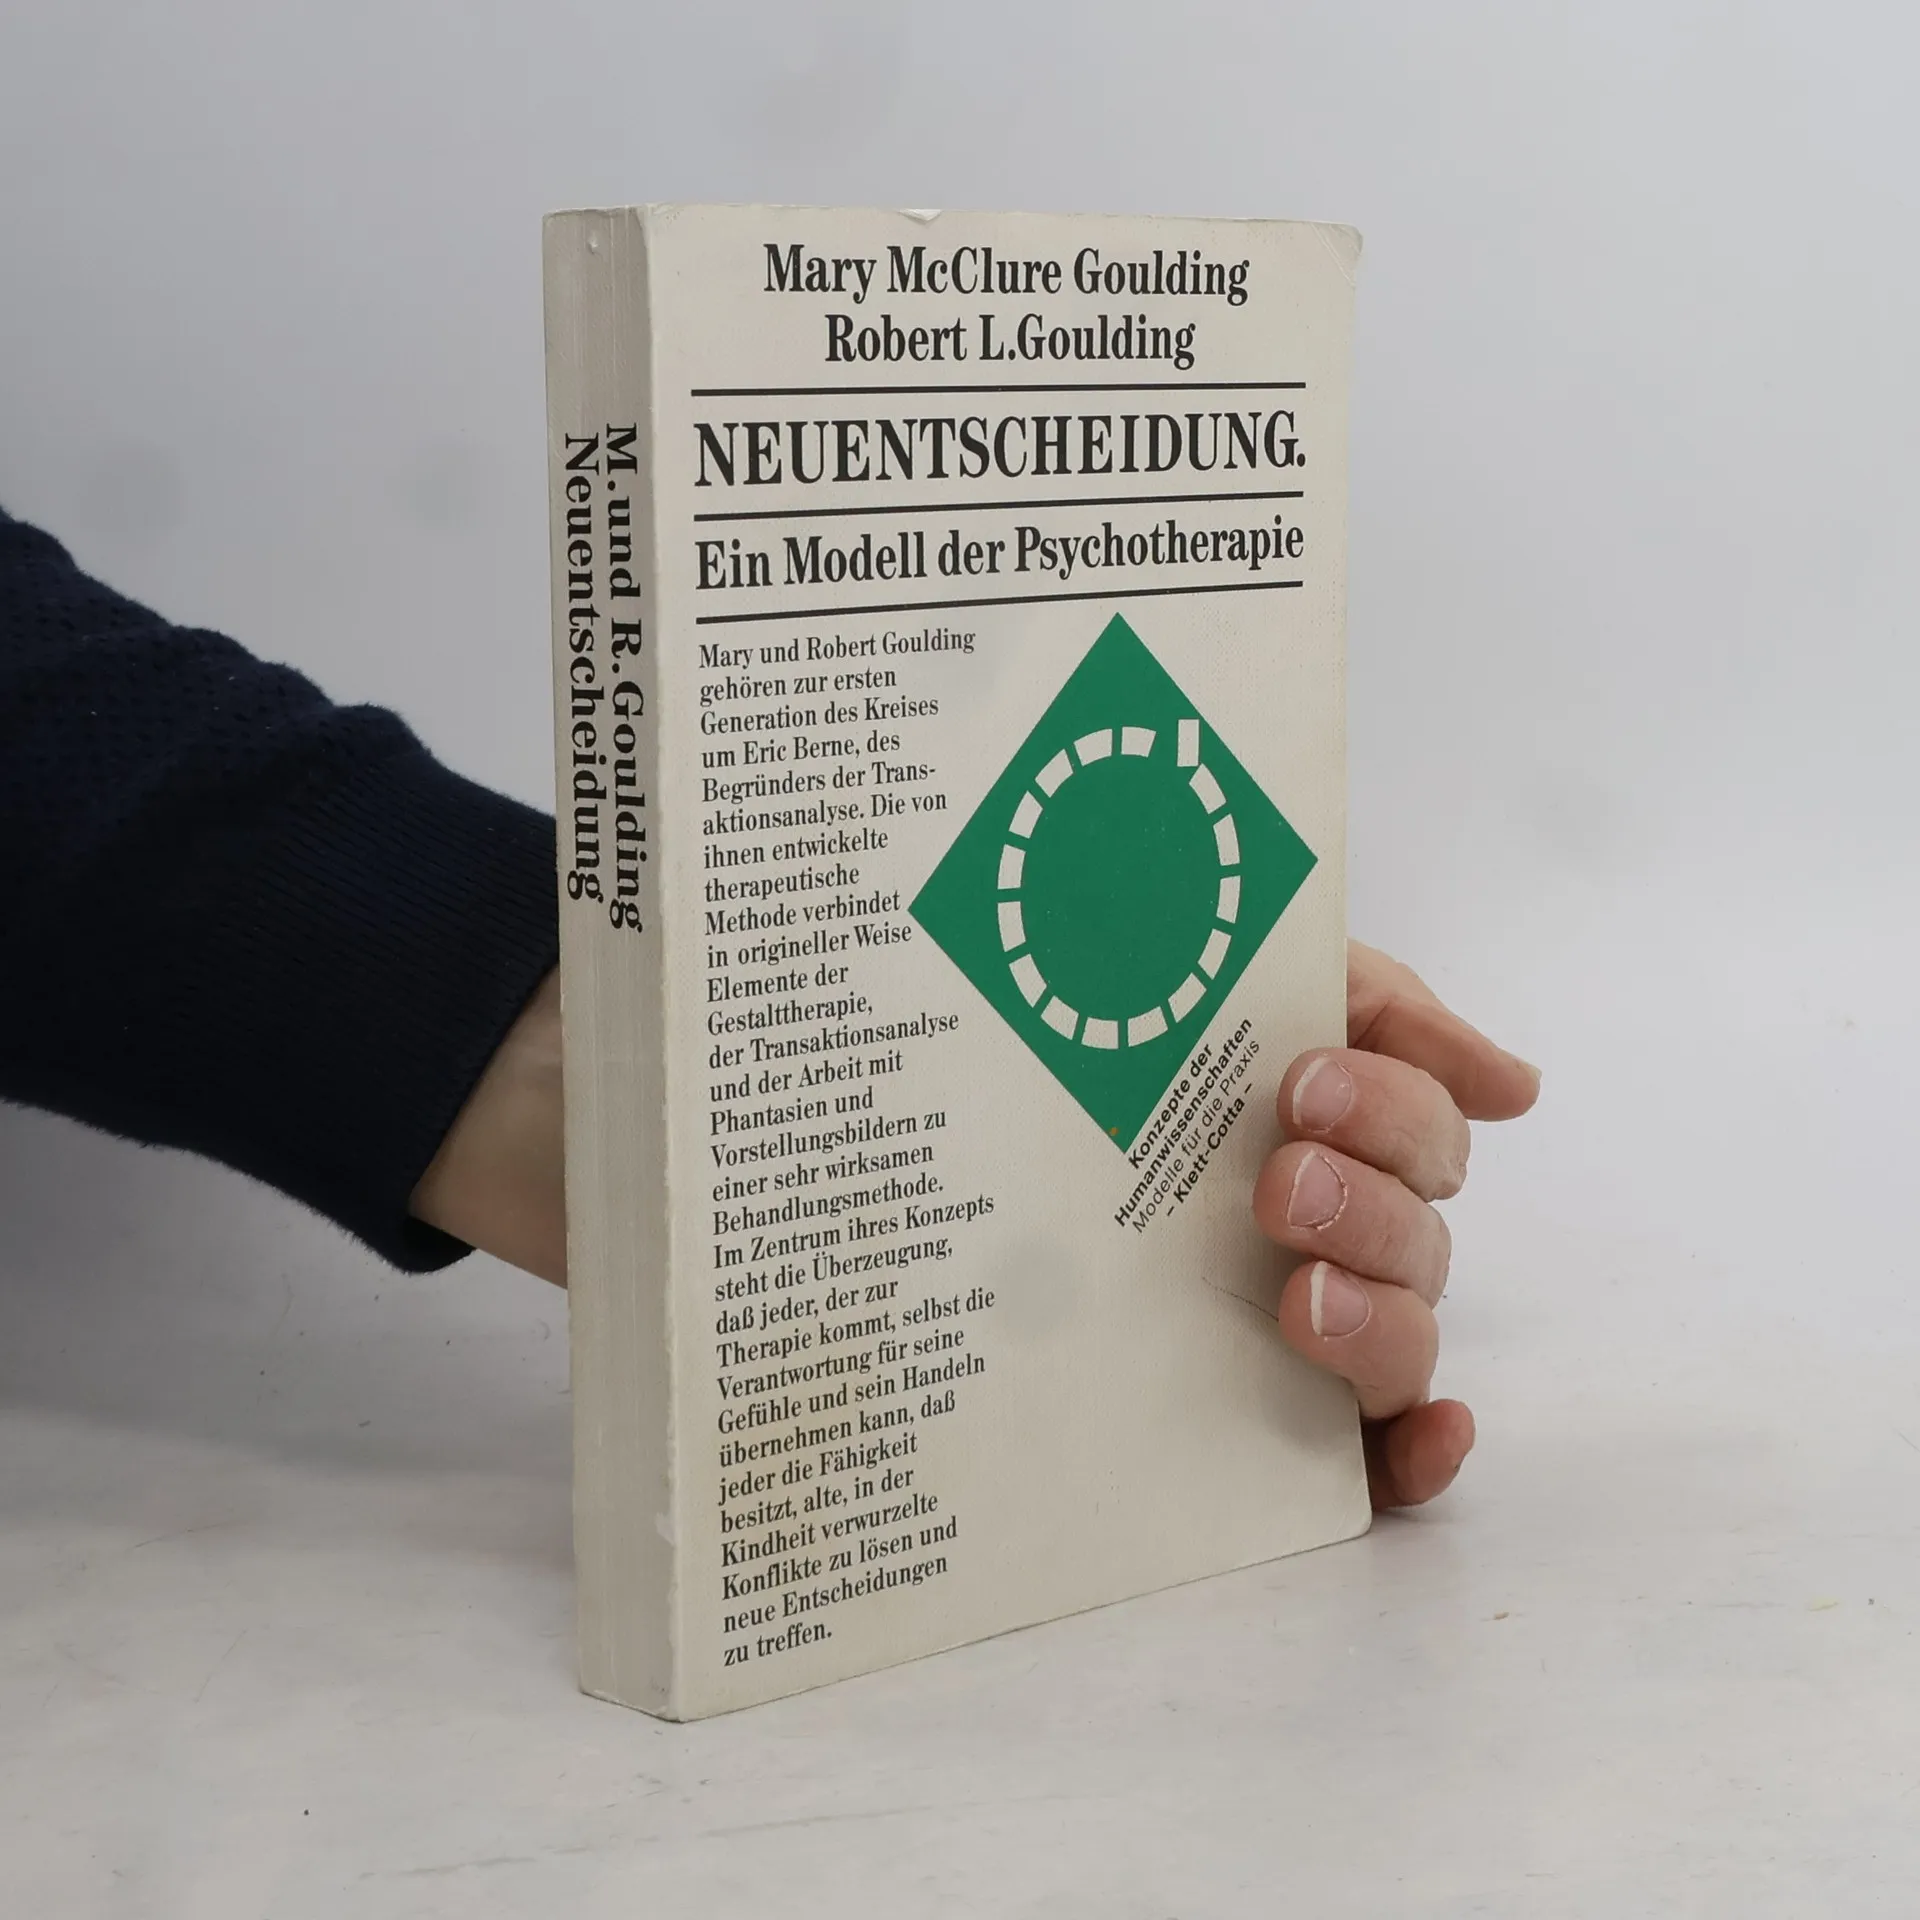 M. und R. Goulding
Neuentscheidung
Mary McClure Goulding
Robert L.Goulding
NEUENTSCHEIDUNG.
Ein Modell der Psychotherapie
Mary und Robert Goulding
gehören zur ersten
Generation des Kreises
um Eric Berne, des
Begründers der Trans-
aktionsanalyse. Die von
ihnen entwickelte
therapeutische
Methode verbindet
in origineller Weise
Elemente der
Gestalttherapie,
der Transaktionsanalyse
und der Arbeit mit
Phantasien und
Vorstellungsbildern zu
einer sehr wirksamen
Behandlungsmethode.
Im Zentrum ihres Konzepts
steht die Überzeugung,
daß jeder, der zur
Therapie kommt, selbst die
Verantwortung für seine
Gefühle und sein Handeln
übernehmen kann, daß
jeder die Fähigkeit
besitzt, alte, in der
Kindheit verwurzelte
Konflikte zu lösen und
neue Entscheidungen
zu treffen.
Konzepte der
Humanwissenschaften
Modelle für die Praxis
– Klett-Cotta –